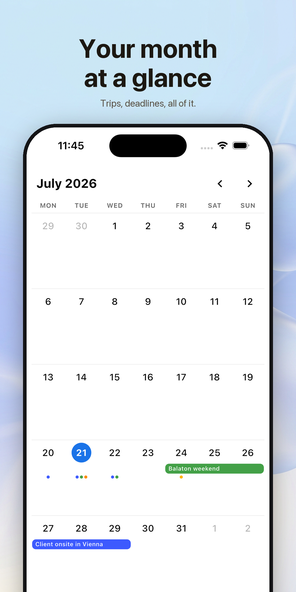 Your month
at a glance
Trips, deadlines, all of it.
11:45
July 2026
MON TUE WED THU FRI SAT SUN
29 30 1 2 3 4 5
6 7 8 9 10 11 12
13 14 15 16 17 18 19
20 21 22 23 24 25 26
Balaton weekend
27 28 29 30 31 1 2
Client onsite in Vienna